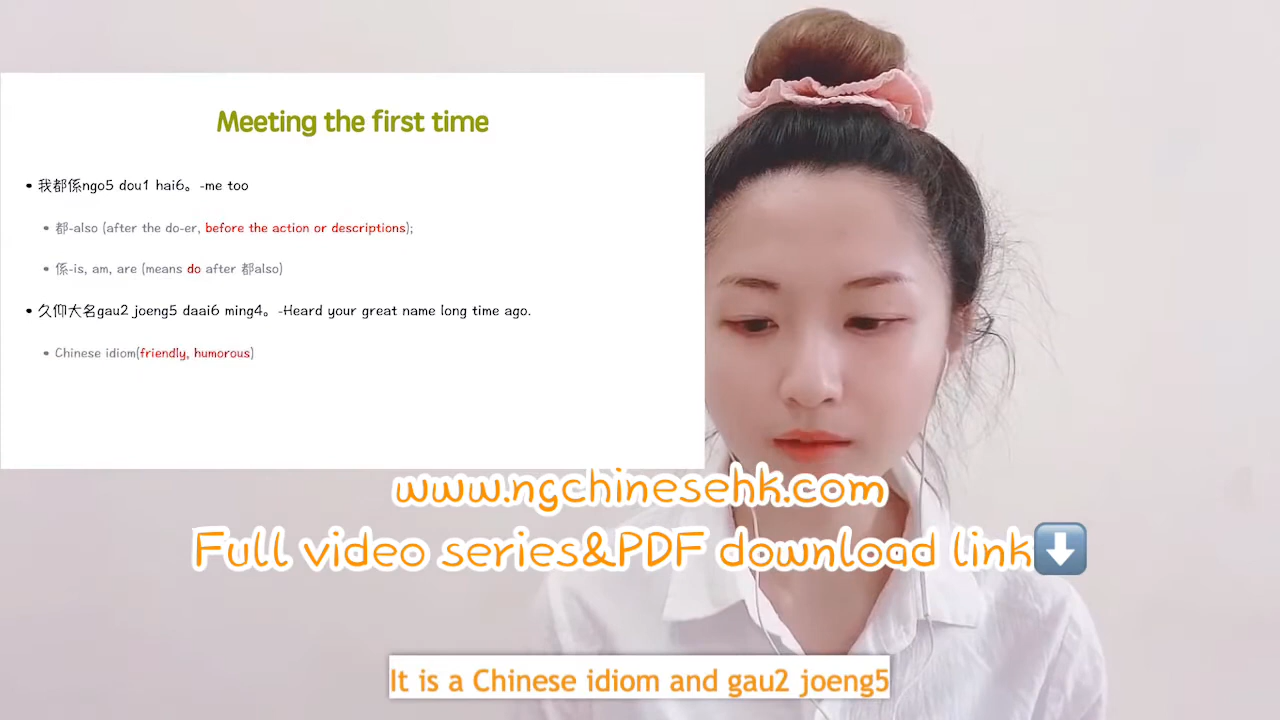 Meeting the first time
• 我都係ngo5 dou1 hai6。-me too
• 都-also (after the do-er, before the action or descriptions);
• 係-is, am, are (means do after 都also)
• 久仰大名gau2 joeng5 daai6 ming4。-Heard your great name long time ago.
• Chinese idiom(friendly, humorous)
www.ngchinesehk.com
Full video series&PDF download link⬇️
It is a Chinese idiom and gau2 joeng5